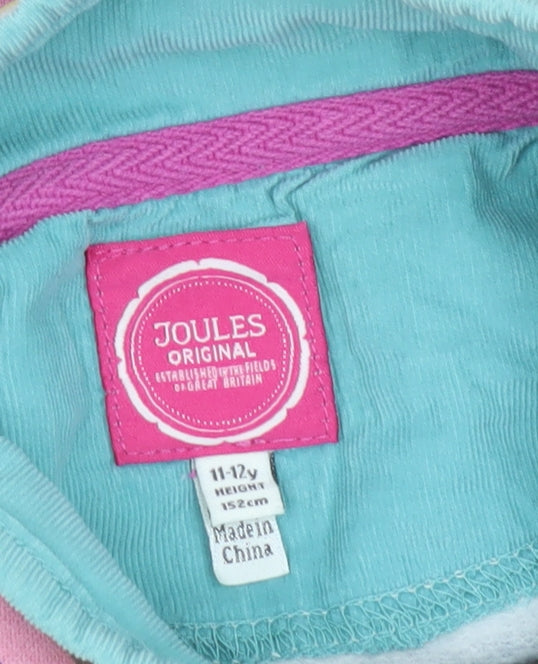 JOULES
ORIGINAL
ESTABLISHED IN THE FIELDS
OF GREAT BRITAIN
11-12y
HEIGHT
152cm
Made in
China